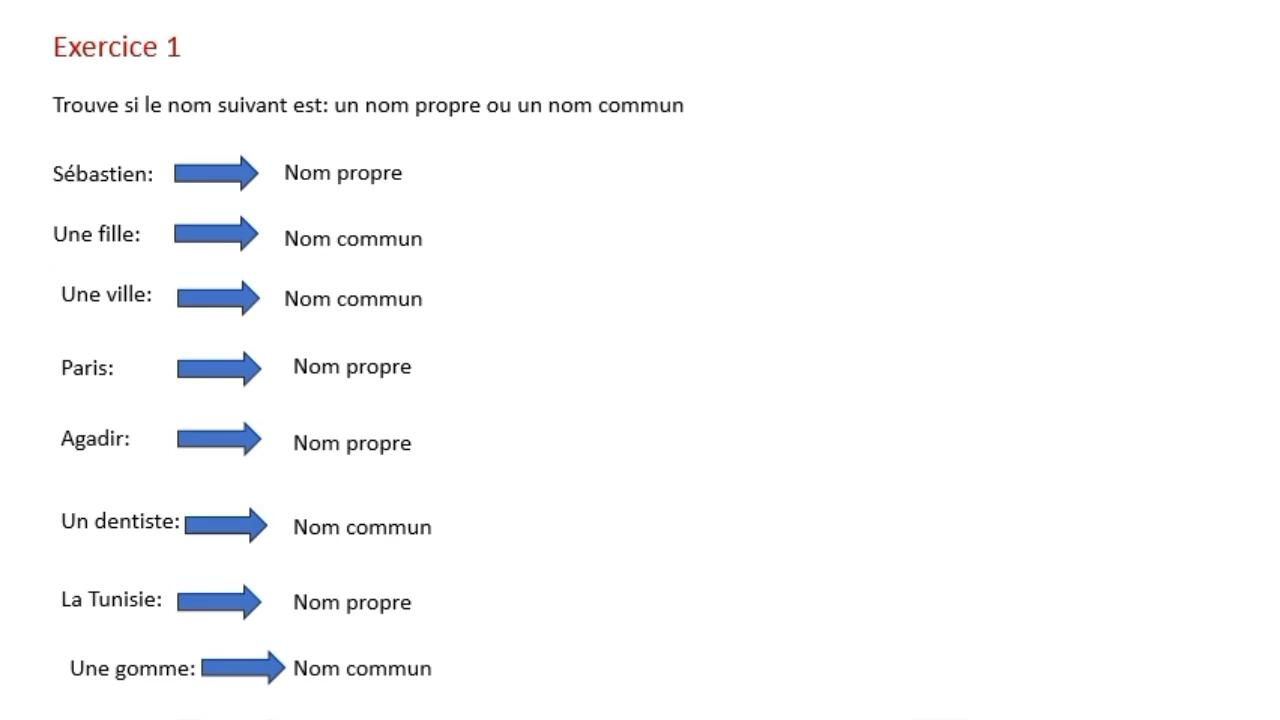 Exercice 1
Trouve si le nom suivant est: un nom propre ou un nom commun
Sébastien: Nom propre
Une fille: Nom commun
Une ville: Nom commun
Paris: Nom propre
Agadir: Nom propre
Un dentiste: Nom commun
La Tunisie: Nom propre
Une gomme: Nom commun